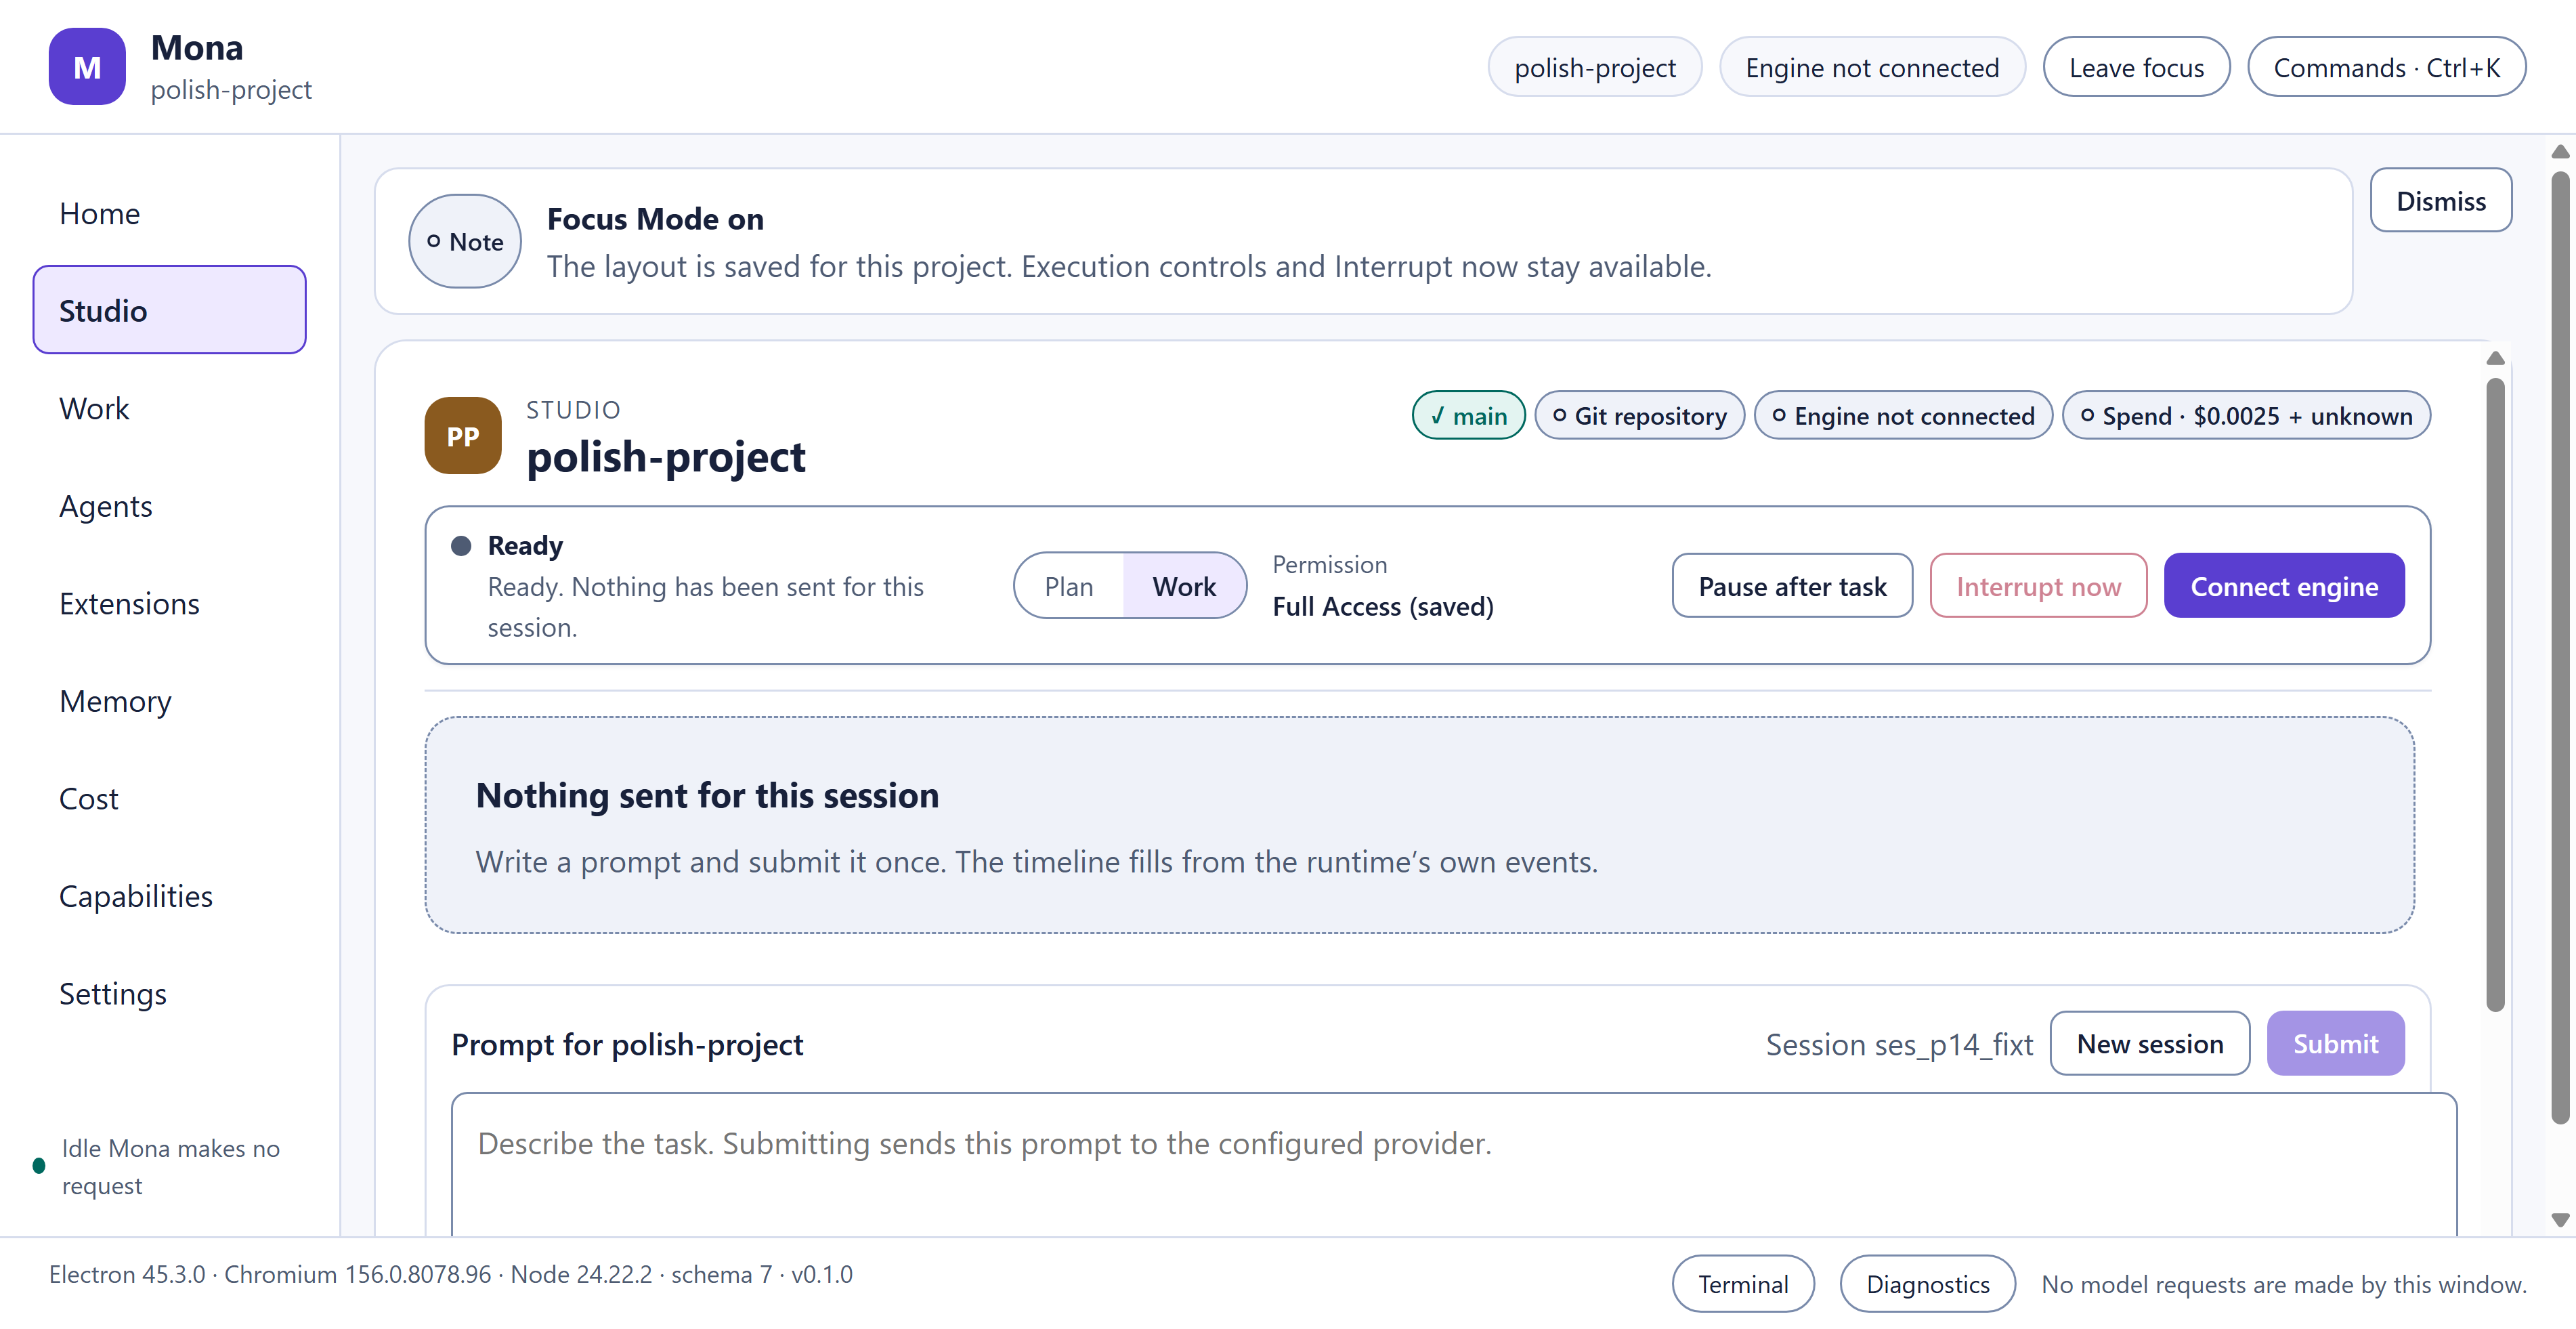 M
Mona
polish-project
polish-project
Engine not connected
Leave focus
Commands · Ctrl+K
Home
Studio
Work
Agents
Extensions
Memory
Cost
Capabilities
Settings
Idle Mona makes no
request
Note
Focus Mode on
The layout is saved for this project. Execution controls and Interrupt now stay available.
Dismiss
PP
STUDIO
polish-project
✓ main
Git repository
Engine not connected
Spend · $0.0025 + unknown
Ready
Ready. Nothing has been sent for this
session.
Plan
Work
Permission
Full Access (saved)
Pause after task
Interrupt now
Connect engine
Nothing sent for this session
Write a prompt and submit it once. The timeline fills from the runtime’s own events.
Prompt for polish-project
Session ses_p14_fixt
New session
Submit
Describe the task. Submitting sends this prompt to the configured provider.
Electron 45.3.0 · Chromium 156.0.8078.96 · Node 24.22.2 · schema 7 · v0.1.0
Terminal
Diagnostics
No model requests are made by this window.